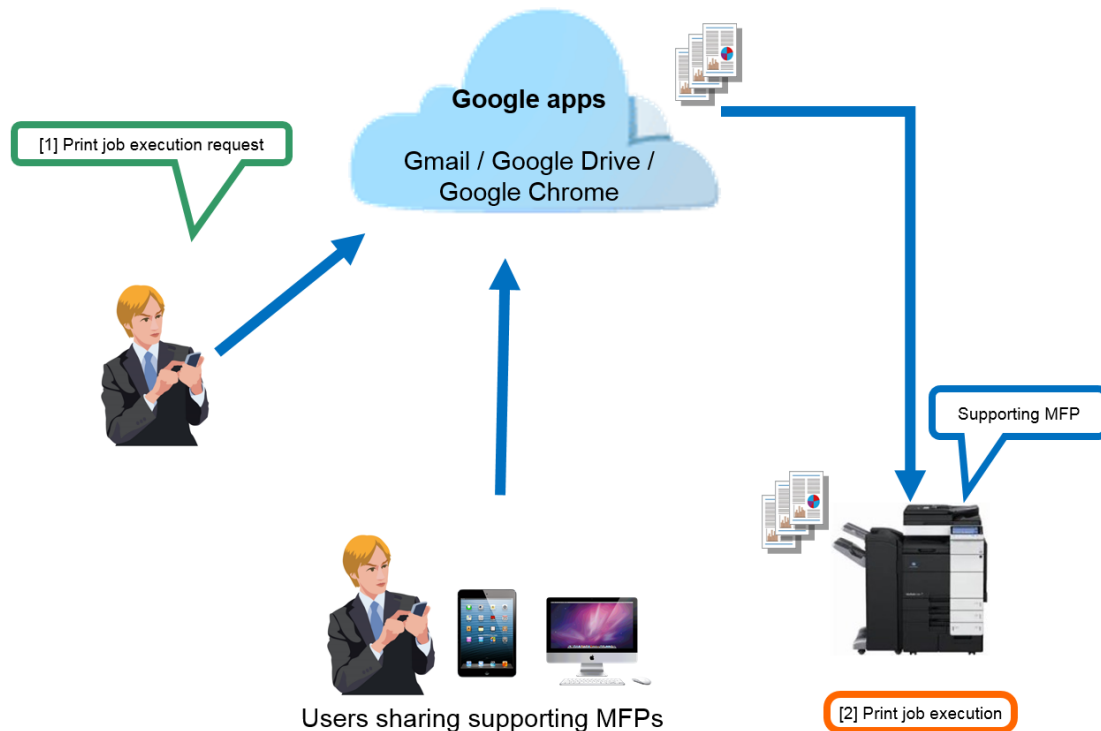 Google apps
[1] Print job execution request
Gmail / Google Drive /
Google Chrome
Supporting MFP
Users sharing supporting MFPs
[2] Print job execution